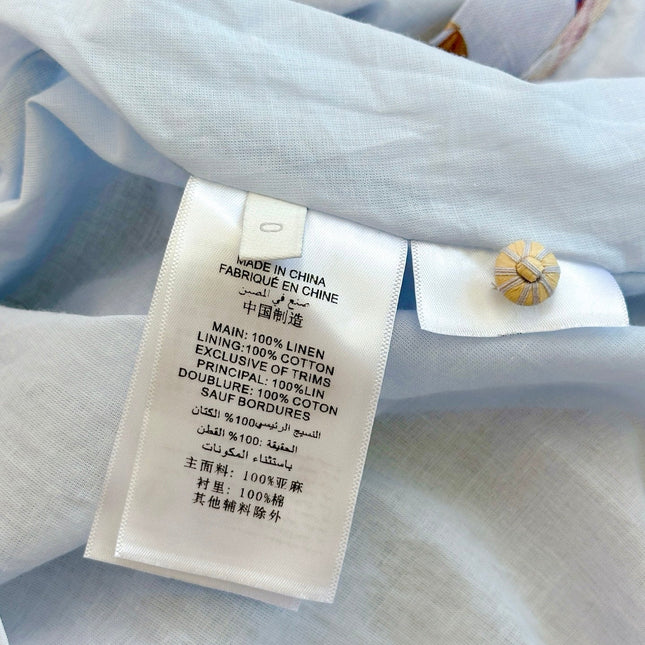 0
MADE IN CHINA
FABRIQUÉ EN CHINE
صنع في الصين
中国制造
MAIN: 100% LINEN
LINING:100% COTTON
EXCLUSIVE OF TRIMS
PRINCIPAL: 100%LIN
DOUBLURE: 100% COTON
SAUF BORDURES
النسيج الرئيسي100% الكتان
الحقيقة :100% القطن
باستثناء المكونات
主面料: 100%亚麻
衬里: 100%棉
其他辅料除外